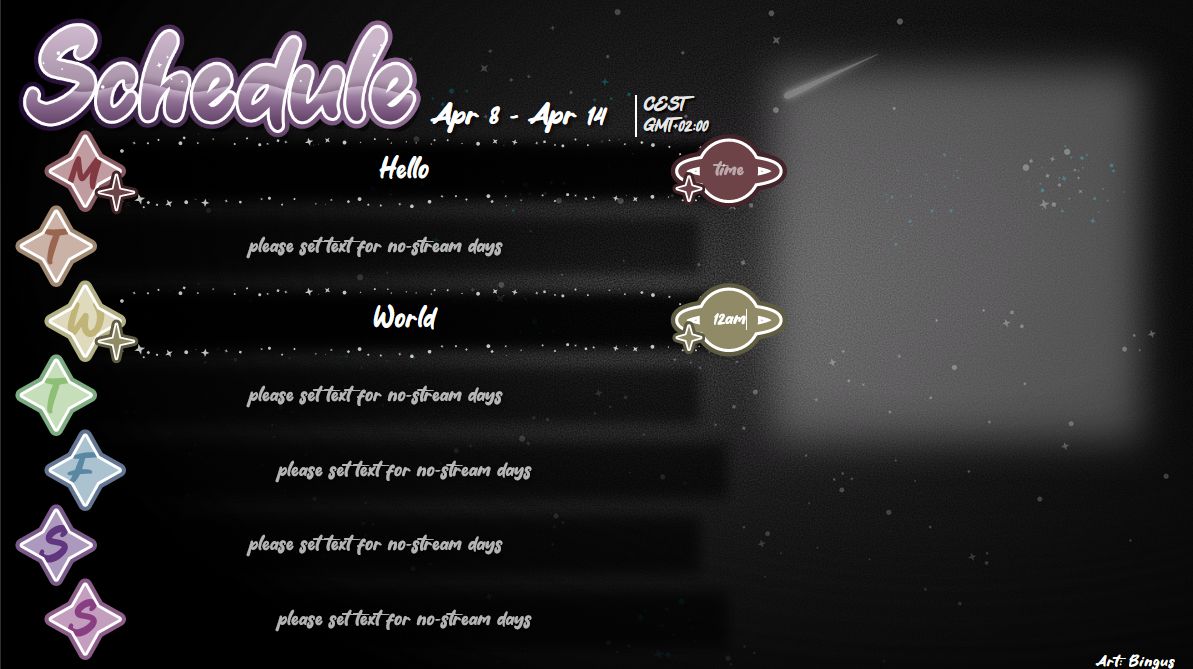 Schedule
Apr 8 - Apr 14
CEST
GMT+02:00
M
Hello
time
T
please set text for no-stream days
W
World
12am
T
please set text for no-stream days
F
please set text for no-stream days
S
please set text for no-stream days
S
please set text for no-stream days
Art: Bingus